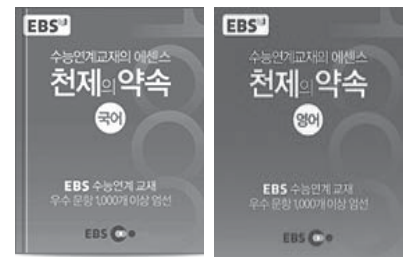 EBS
수능연계교재의 에센스
천제의 약속
국어
EBS 수능연계 교재
우수 문항 1,000개 이상 엄선
EBS
EBS
수능연계교재의 에센스
천제의 약속
영어
EBS 수능연계 교재
우수 문항 1,000개 이상 엄선
EBS